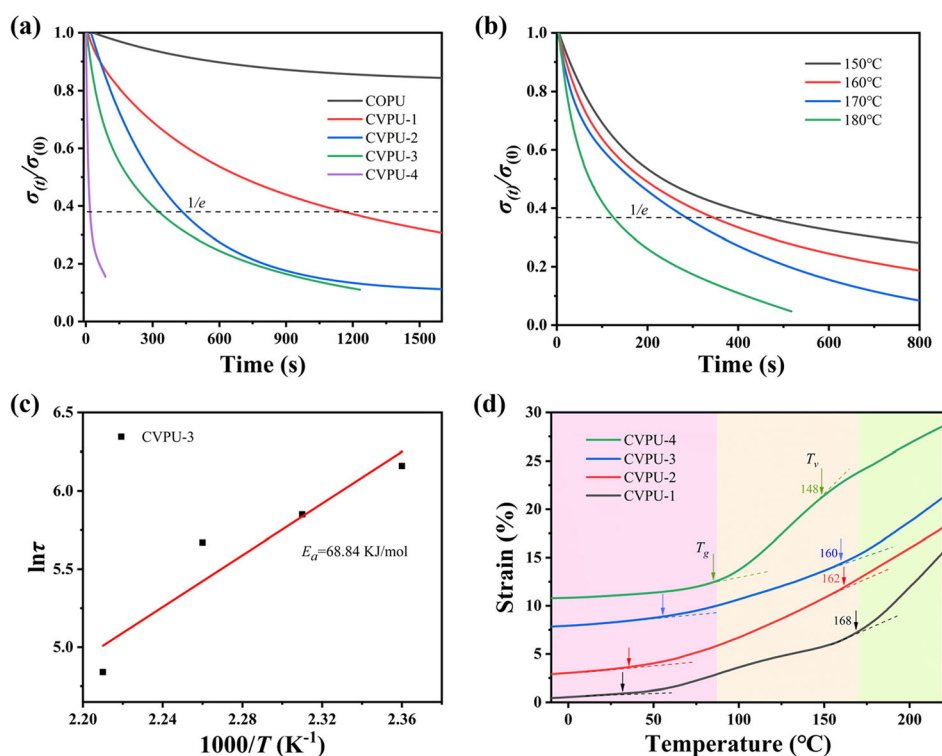 (a)
1.0
0.8
0.6
0.4
0.2
0.0
σ(t)/σ(0)
COPU
CVPU-1
CVPU-2
CVPU-3
CVPU-4
1/e
0 300 600 900 1200 1500
Time (s)
(b)
1.0
0.8
0.6
0.4
0.2
0.0
σ(t)/σ(0)
150℃
160℃
170℃
180℃
1/e
0 200 400 600 800
Time (s)
(c)
6.5
6.0
5.5
5.0
4.5
lnτ
CVPU-3
Ea=68.84 KJ/mol
2.20 2.28 2.31 2.33 2.36
1000/T (K⁻¹)
(d)
30
25
20
15
10
5
0
Strain (%)
CVPU-4
CVPU-3
CVPU-2
CVPU-1
Tg
Tv
148
160
162
168
0 50 100 150 200
Temperature (℃)